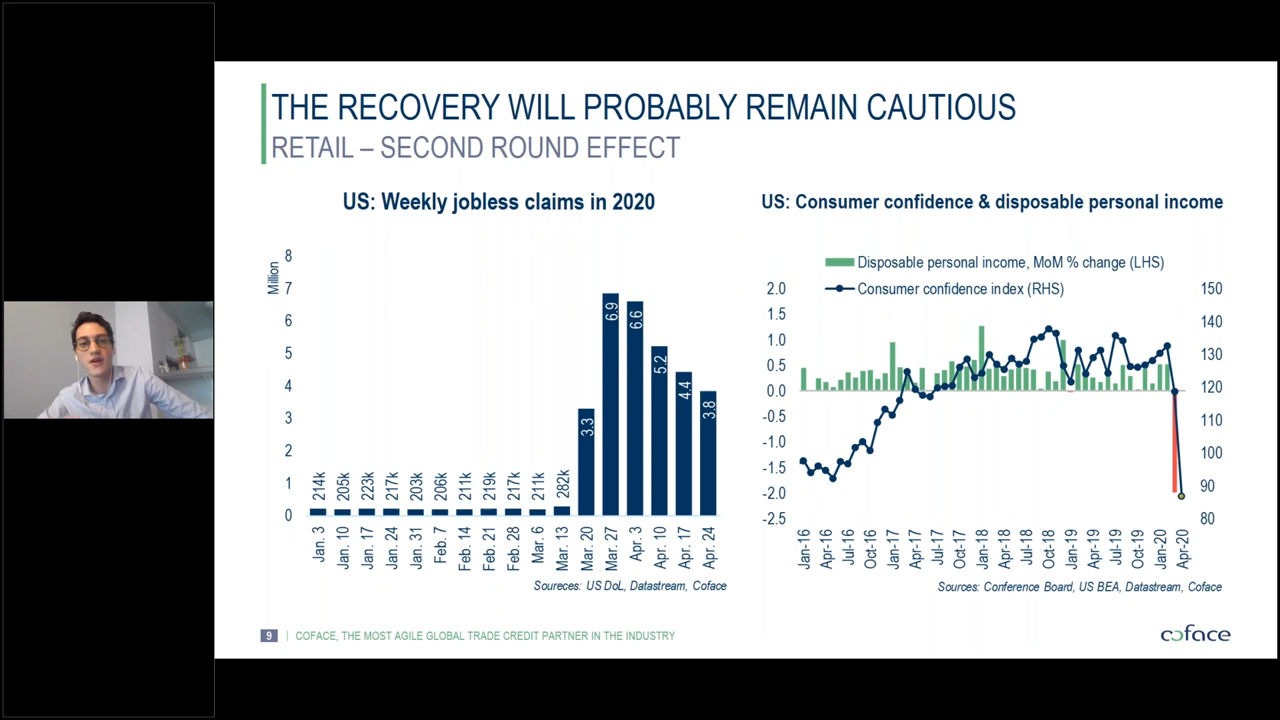 THE RECOVERY WILL PROBABLY REMAIN CAUTIOUS
RETAIL – SECOND ROUND EFFECT
US: Weekly jobless claims in 2020
Million
8
7
6
5
4
3
2
1
0
214k
205k
223k
217k
203k
206k
211k
219k
217k
211k
282k
3.3
6.9
6.6
5.2
4.4
3.8
Jan. 3
Jan. 10
Jan. 17
Jan. 24
Jan. 31
Feb. 7
Feb. 14
Feb. 21
Feb. 28
Mar. 6
Mar. 13
Mar. 20
Mar. 27
Apr. 3
Apr. 10
Apr. 17
Apr. 24
Soureces: US DoL, Datastream, Coface
US: Consumer confidence & disposable personal income
Disposable personal income, MoM % change (LHS)
Consumer confidence index (RHS)
2.0
1.5
1.0
0.5
0.0
-0.5
-1.0
-1.5
-2.0
-2.5
150
140
130
120
110
100
90
80
Jan-16
Apr-16
Jul-16
Oct-16
Jan-17
Apr-17
Jul-17
Oct-17
Jan-18
Apr-18
Jul-18
Oct-18
Jan-19
Apr-19
Jul-19
Oct-19
Jan-20
Apr-20
Sources: Conference Board, US BEA, Datastream, Coface
9
COFACE, THE MOST AGILE GLOBAL TRADE CREDIT PARTNER IN THE INDUSTRY
coface